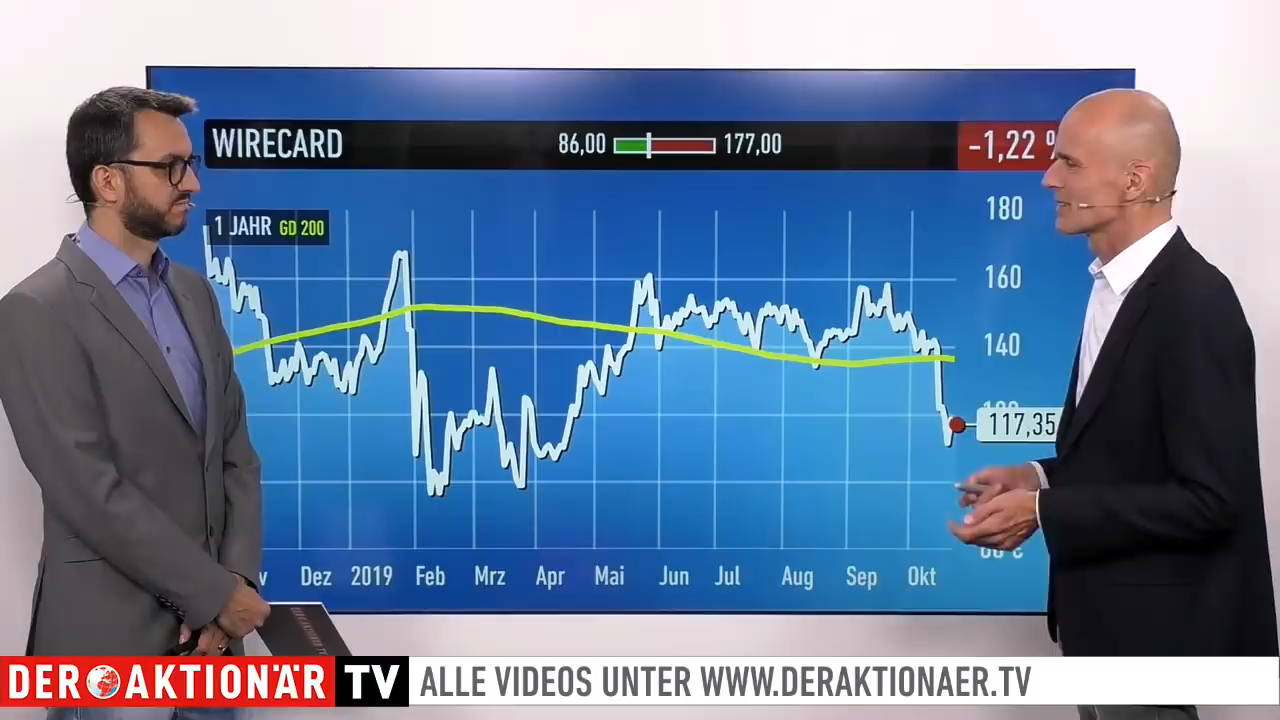 WIRECARD 86,00 177,00 -1,22 %
1 JAHR GD 200
180
160
140
117,35
Dez 2019 Feb Mrz Apr Mai Jun Jul Aug Sep Okt
DER AKTIONÄR TV ALLE VIDEOS UNTER WWW.DERAKTIONAER.TV